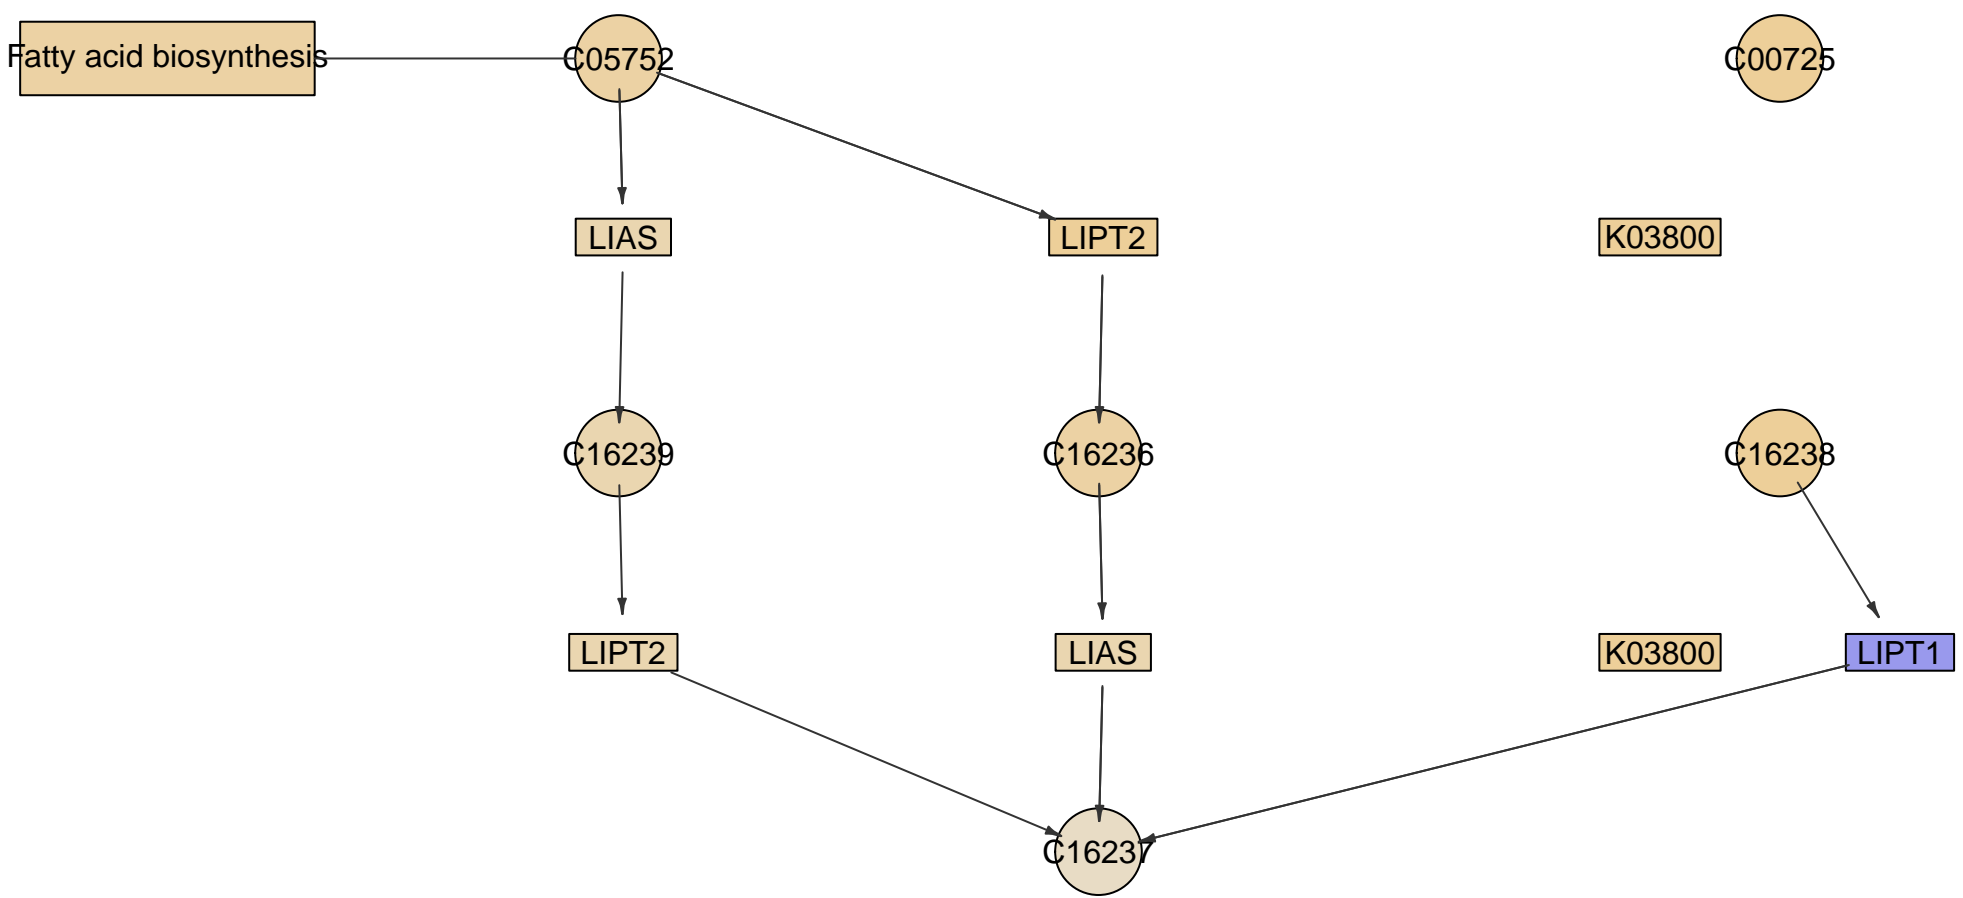 Fatty acid biosynthesis
C05752
C00725
LIAS
LIPT2
K03800
C16239
C16236
C16238
LIPT2
LIAS
K03800
LIPT1
C16237